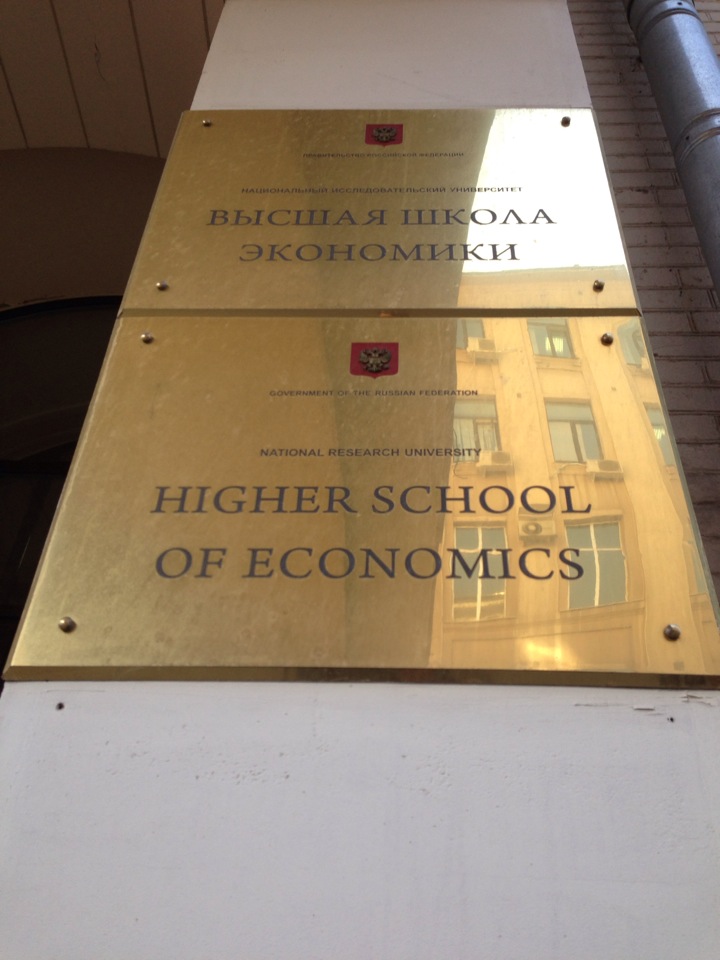 ПРАВИТЕЛЬСТВО РОССИЙСКОЙ ФЕДЕРАЦИИ
НАЦИОНАЛЬНЫЙ ИССЛЕДОВАТЕЛЬСКИЙ УНИВЕРСИТЕТ
ВЫСШАЯ ШКОЛА
ЭКОНОМИКИ
GOVERNMENT OF THE RUSSIAN FEDERATION
NATIONAL RESEARCH UNIVERSITY
HIGHER SCHOOL
OF ECONOMICS